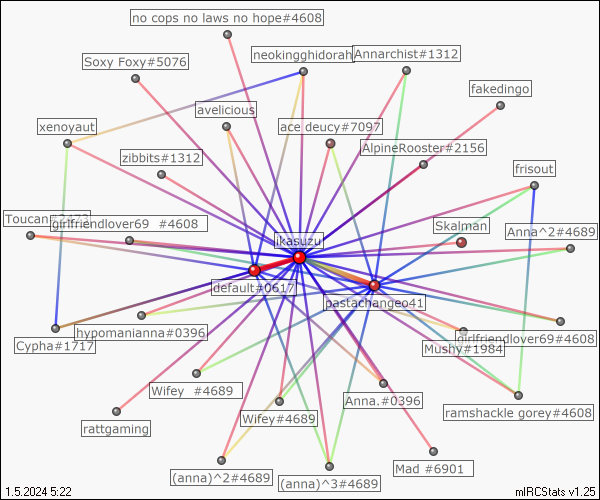 no cops no laws no hope#4608
neokingghidorah
Annarchist#1312
Soxy Foxy#5076
fakedingo
avelicious
xenoyaut
ace deucy#7097
AlpineRooster#2156
zibbits#1312
frisout
Toucan
girlfriendlover69 #4608
Skalman
Anna^2#4689
ikasuzu
default#0617
pastachangeo41
hypomanianna#0396
Cypha#1717
girlfriendlover69#4608
Mushy#1984
Wifey #4689
Anna.#0396
Wifey#4689
ramshackle gorey#4608
rattgaming
(anna)^2#4689
(anna)^3#4689
Mad #6901
1.5.2024 5:22
mIRCStats v1.25